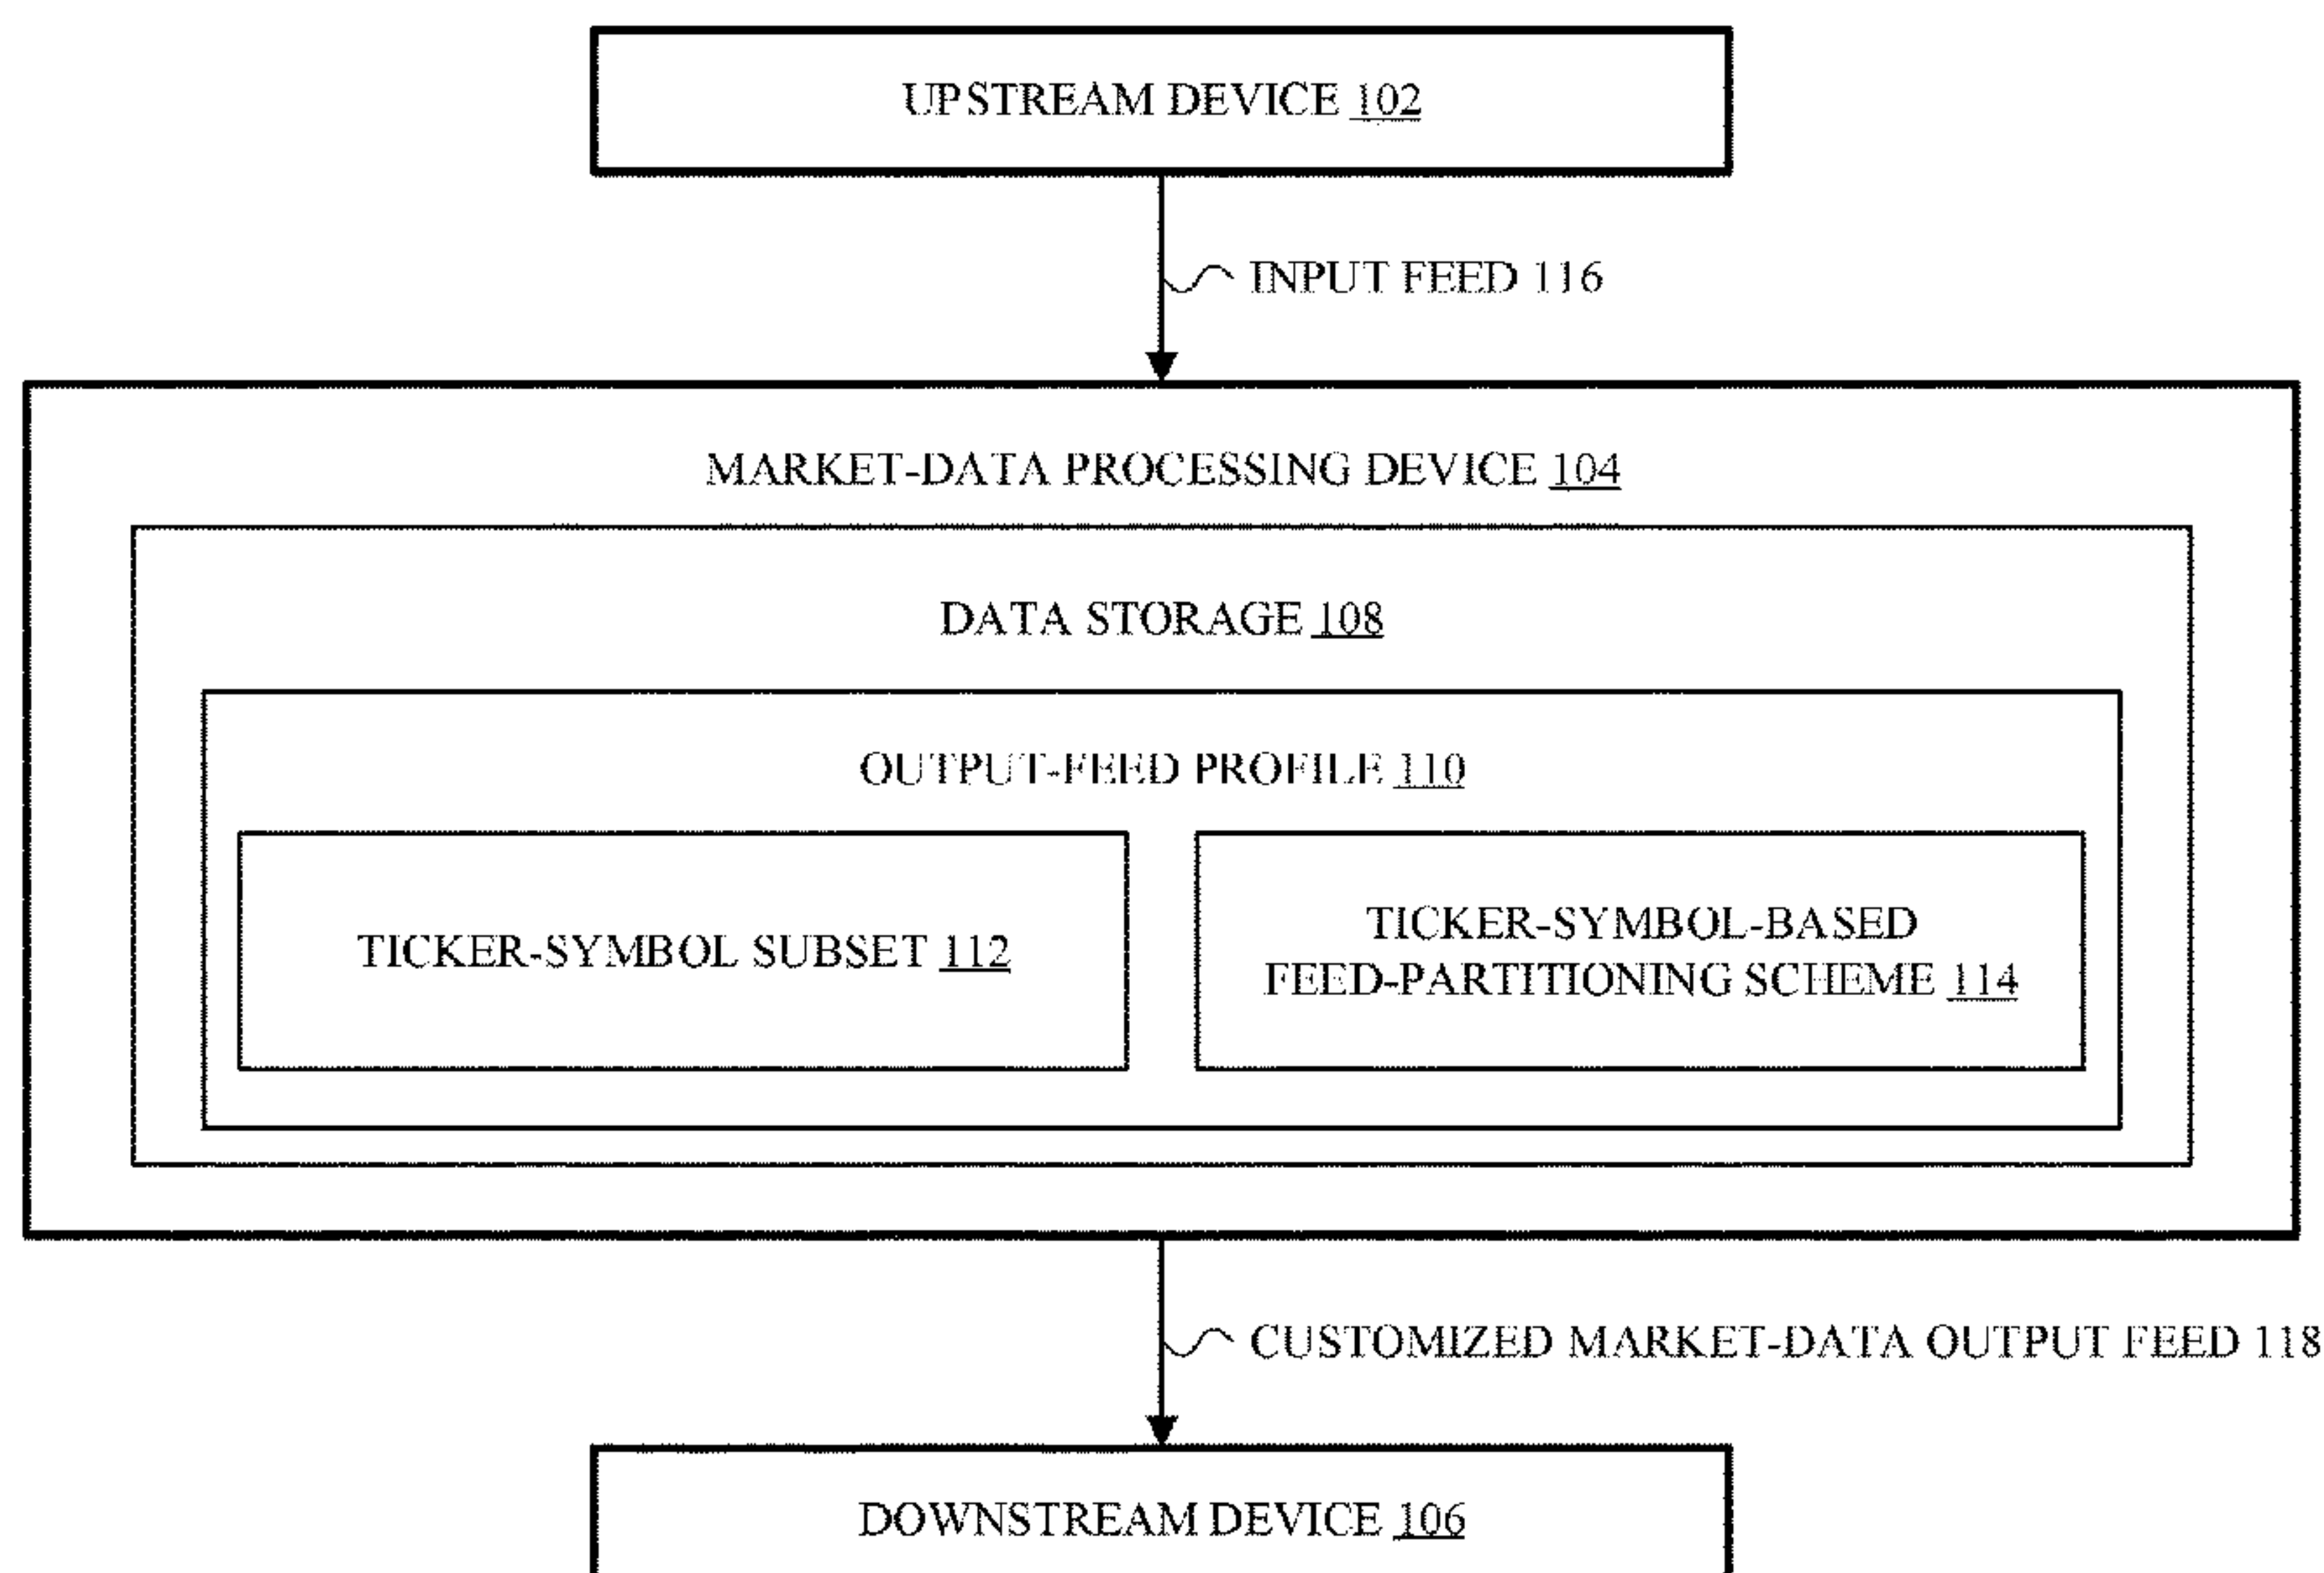 UPSTREAM DEVICE 102
INPUT FEED 116
MARKET-DATA PROCESSING DEVICE 104
DATA STORAGE 108
OUTPUT-FEED PROFILE 110
TICKER-SYMBOL SUBSET 112
TICKER-SYMBOL-BASED
FEED-PARTITIONING SCHEME 114
CUSTOMIZED MARKET-DATA OUTPUT FEED 118
DOWNSTREAM DEVICE 106